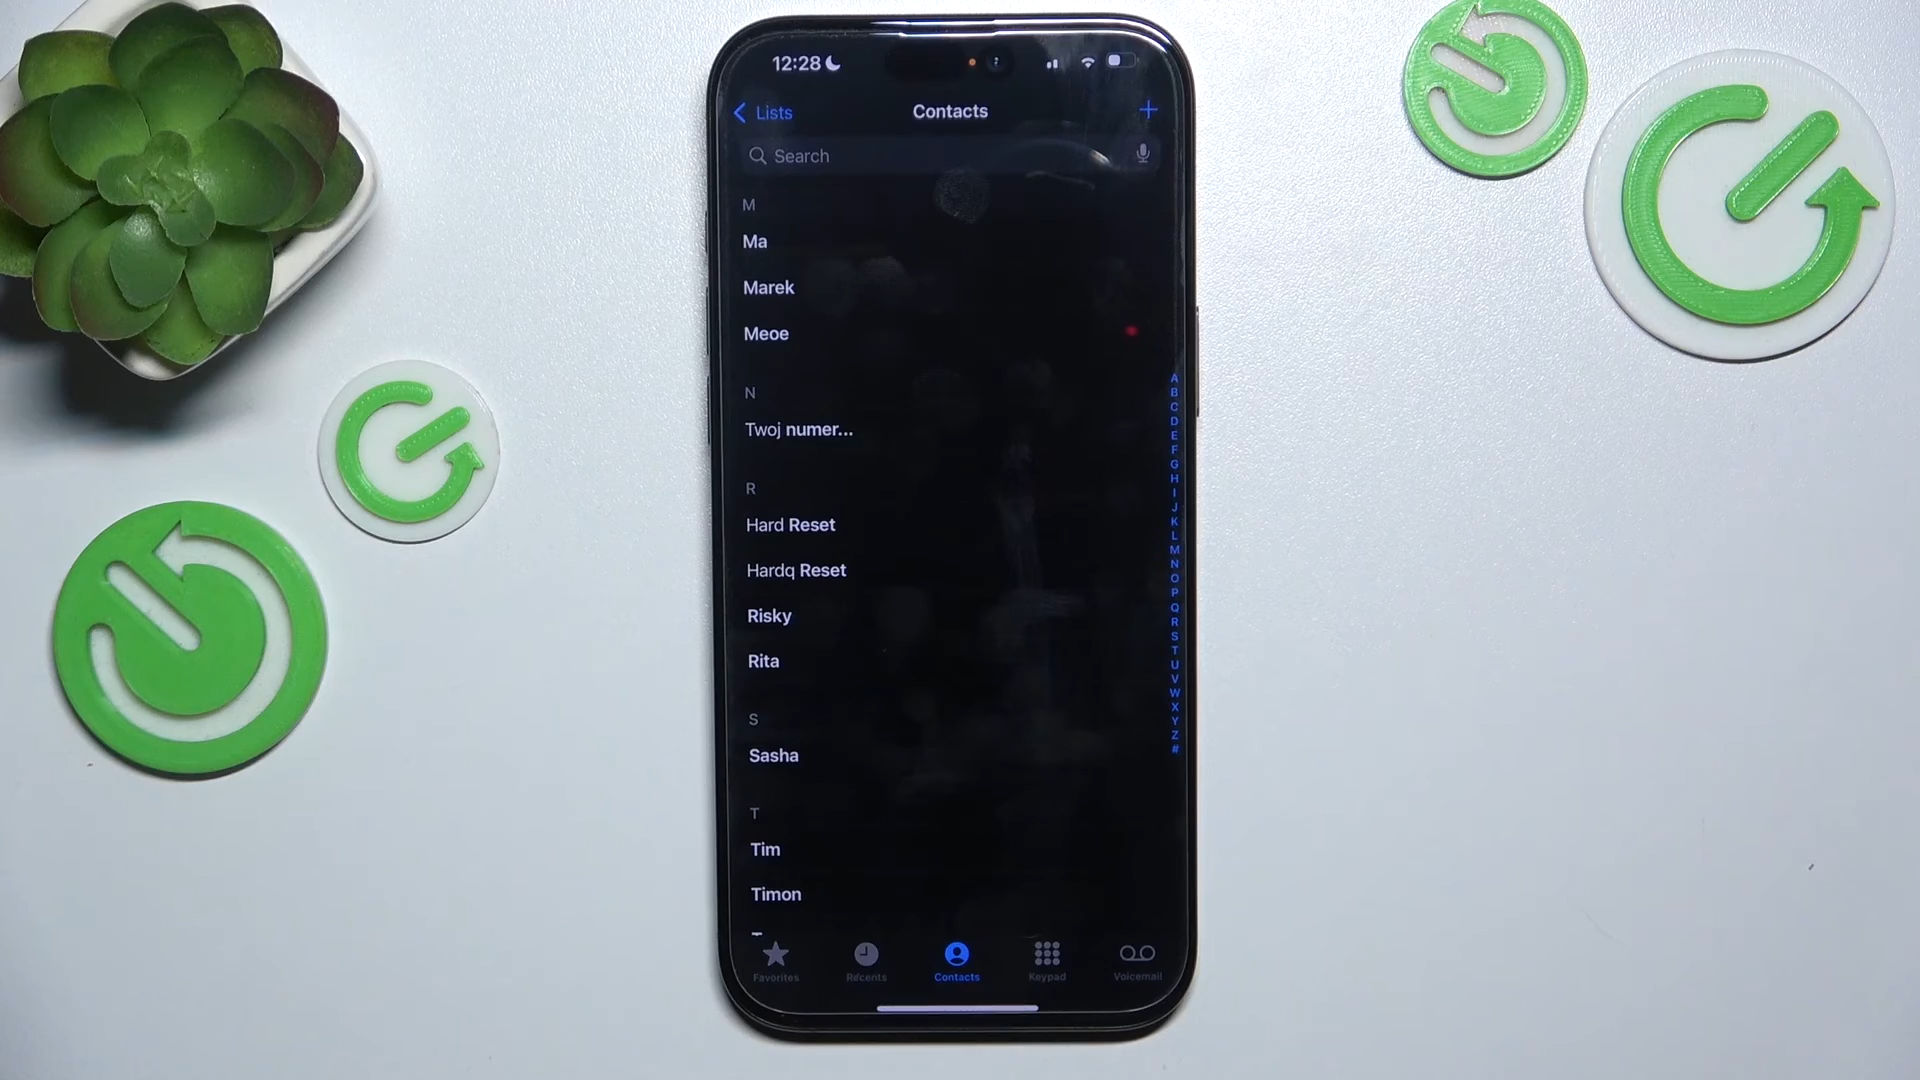 12:28
Lists
Contacts
Search
M
Ma
Marek
Meoe
N
Twoj numer...
R
Hard Reset
Hardq Reset
Risky
Rita
S
Sasha
T
Tim
Timon
A
B
C
D
E
F
G
H
I
J
K
L
M
N
O
P
Q
R
S
T
U
V
W
X
Y
Z
#
Favorites
Recents
Contacts
Keypad
Voicemail